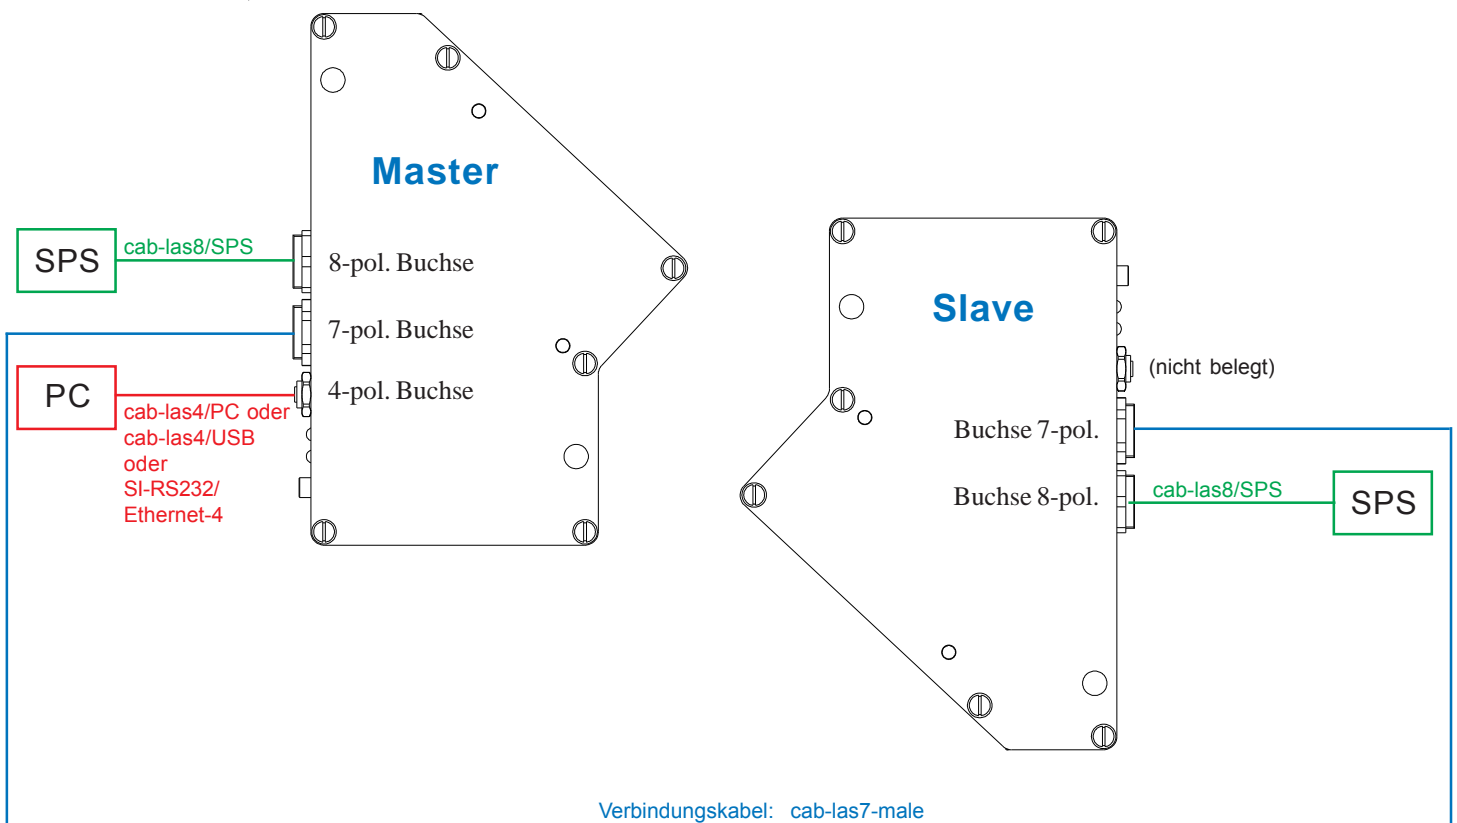 Master
SPS
cab-las8/SPS
8-pol. Buchse
7-pol. Buchse
PC
4-pol. Buchse
cab-las4/PC oder
cab-las4/USB
oder
SI-RS232/
Ethernet-4
Slave
(nicht belegt)
Buchse 7-pol.
Buchse 8-pol.
cab-las8/SPS
SPS
Verbindungskabel: cab-las7-male